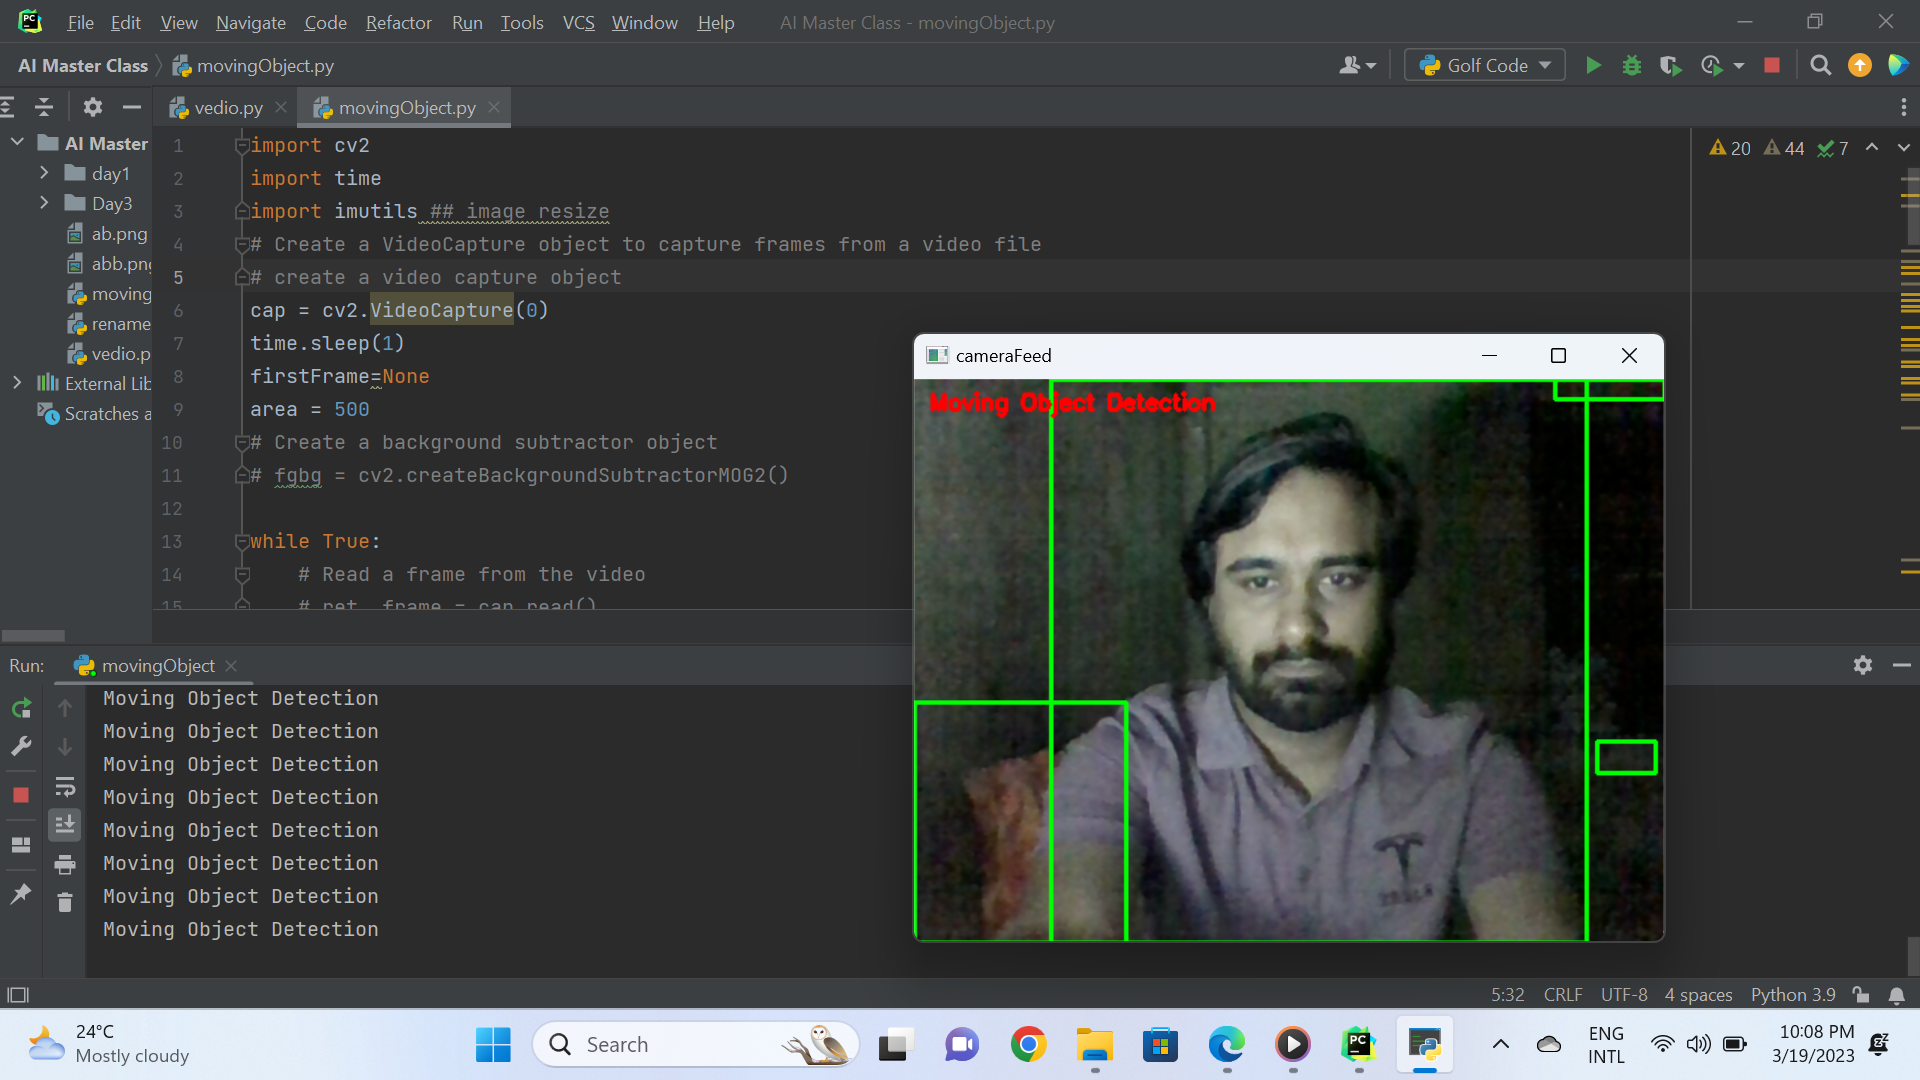 PC File Edit View Navigate Code Refactor Run Tools VCS Window Help AI Master Class - movingObject.py
AI Master Class movingObject.py Golf Code
vedio.py movingObject.py
AI Master
day1
Day3
ab.png
abb.png
moving
rename
vedio.p
External Lib
Scratches a
20 44 7
1 import cv2
2 import time
3 import imutils ## image resize
4 # Create a VideoCapture object to capture frames from a video file
5 # create a video capture object
6 cap = cv2.VideoCapture(0)
7 time.sleep(1)
8 firstFrame=None
9 area = 500
10 # Create a background subtractor object
11 # fgbg = cv2.createBackgroundSubtractorMOG2()
12
13 while True:
14 # Read a frame from the video
15 # ret, frame = cap.read()
cameraFeed
Moving Object Detection
TESLA
Run: movingObject
Moving Object Detection
Moving Object Detection
Moving Object Detection
Moving Object Detection
Moving Object Detection
Moving Object Detection
Moving Object Detection
Moving Object Detection
5:32 CRLF UTF-8 4 spaces Python 3.9
24°C
Mostly cloudy
Search
PC
ENG
INTL
10:08 PM
3/19/2023